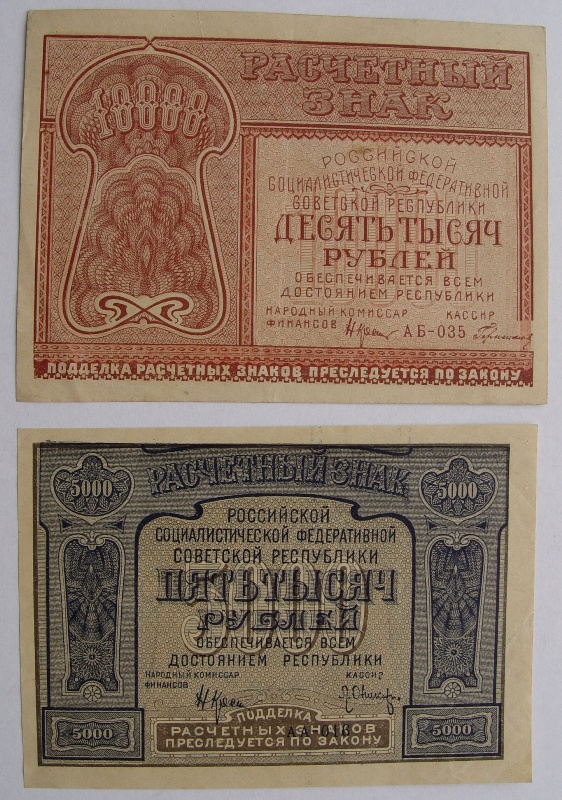 10000
РАСЧЕТНЫЙ
ЗНАК
РОССИЙСКОЙ
СОЦИАЛИСТИЧЕСКОЙ ФЕДЕРАТИВНОЙ
СОВЕТСКОЙ РЕСПУБЛИКИ
ДЕСЯТЬ ТЫСЯЧ
РУБЛЕЙ
ОБЕСПЕЧИВАЕТСЯ ВСЕМ
ДОСТОЯНИЕМ РЕСПУБЛИКИ
НАРОДНЫЙ КОМИССАР КАССИР
ФИНАНСОВ АБ-035
ПОДДЕЛКА РАСЧЕТНЫХ ЗНАКОВ ПРЕСЛЕДУЕТСЯ ПО ЗАКОНУ
РАСЧЕТНЫЙ ЗНАК
5000 5000
РОССИЙСКОЙ
СОЦИАЛИСТИЧЕСКОЙ ФЕДЕРАТИВНОЙ
СОВЕТСКОЙ РЕСПУБЛИКИ
ПЯТЬ ТЫСЯЧ
РУБЛЕЙ
5000
ОБЕСПЕЧИВАЕТСЯ ВСЕМ
ДОСТОЯНИЕМ РЕСПУБЛИКИ
НАРОДНЫЙ КОМИССАР КАССИР
ФИНАНСОВ
ПОДДЕЛКА
РАСЧЕТНЫХ ЗНАКОВ
ПРЕСЛЕДУЕТСЯ ПО ЗАКОНУ
5000 5000